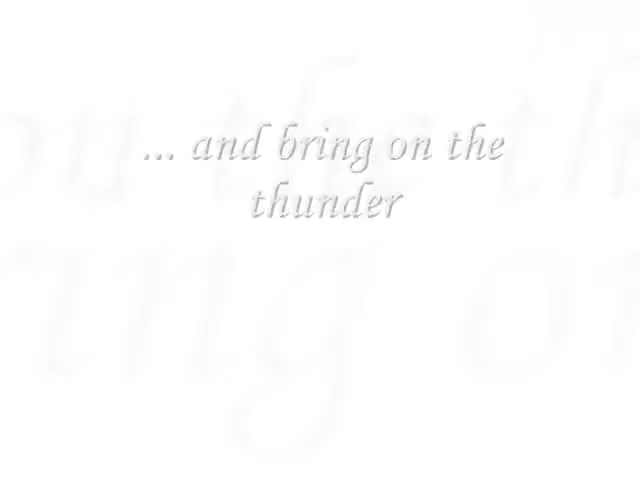 ... and bring on the
thunder